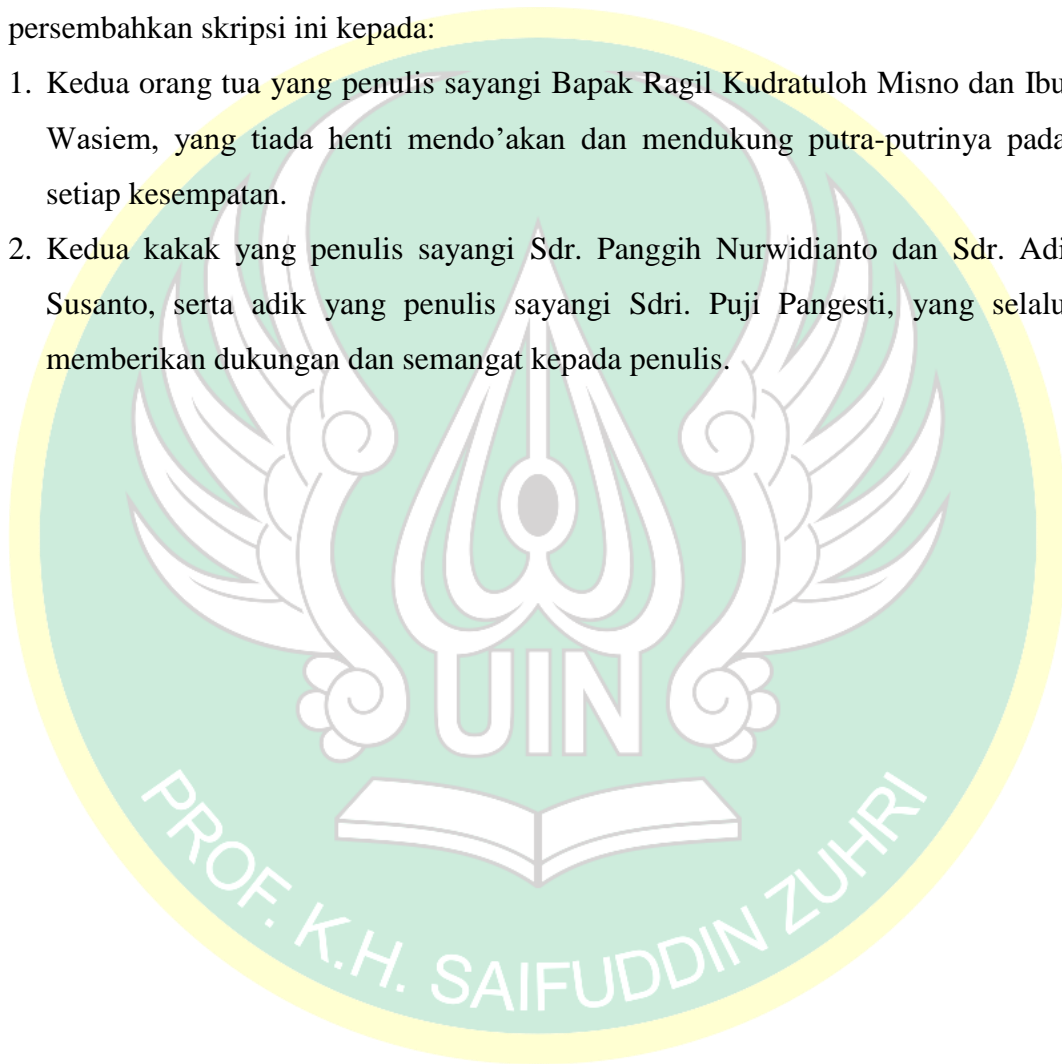 persembahkan skripsi ini kepada:
1. Kedua orang tua yang penulis sayangi Bapak Ragil Kudratuloh Misno dan Ibu
Wasiem, yang tiada henti mendo’akan dan mendukung putra-putrinya pada
setiap kesempatan.
2. Kedua kakak yang penulis sayangi Sdr. Panggih Nurwidianto dan Sdr. Adi
Susanto, serta adik yang penulis sayangi Sdri. Puji Pangesti, yang selalu
memberikan dukungan dan semangat kepada penulis.
UIN
PROF. K.H. SAIFUDDIN ZUHRI